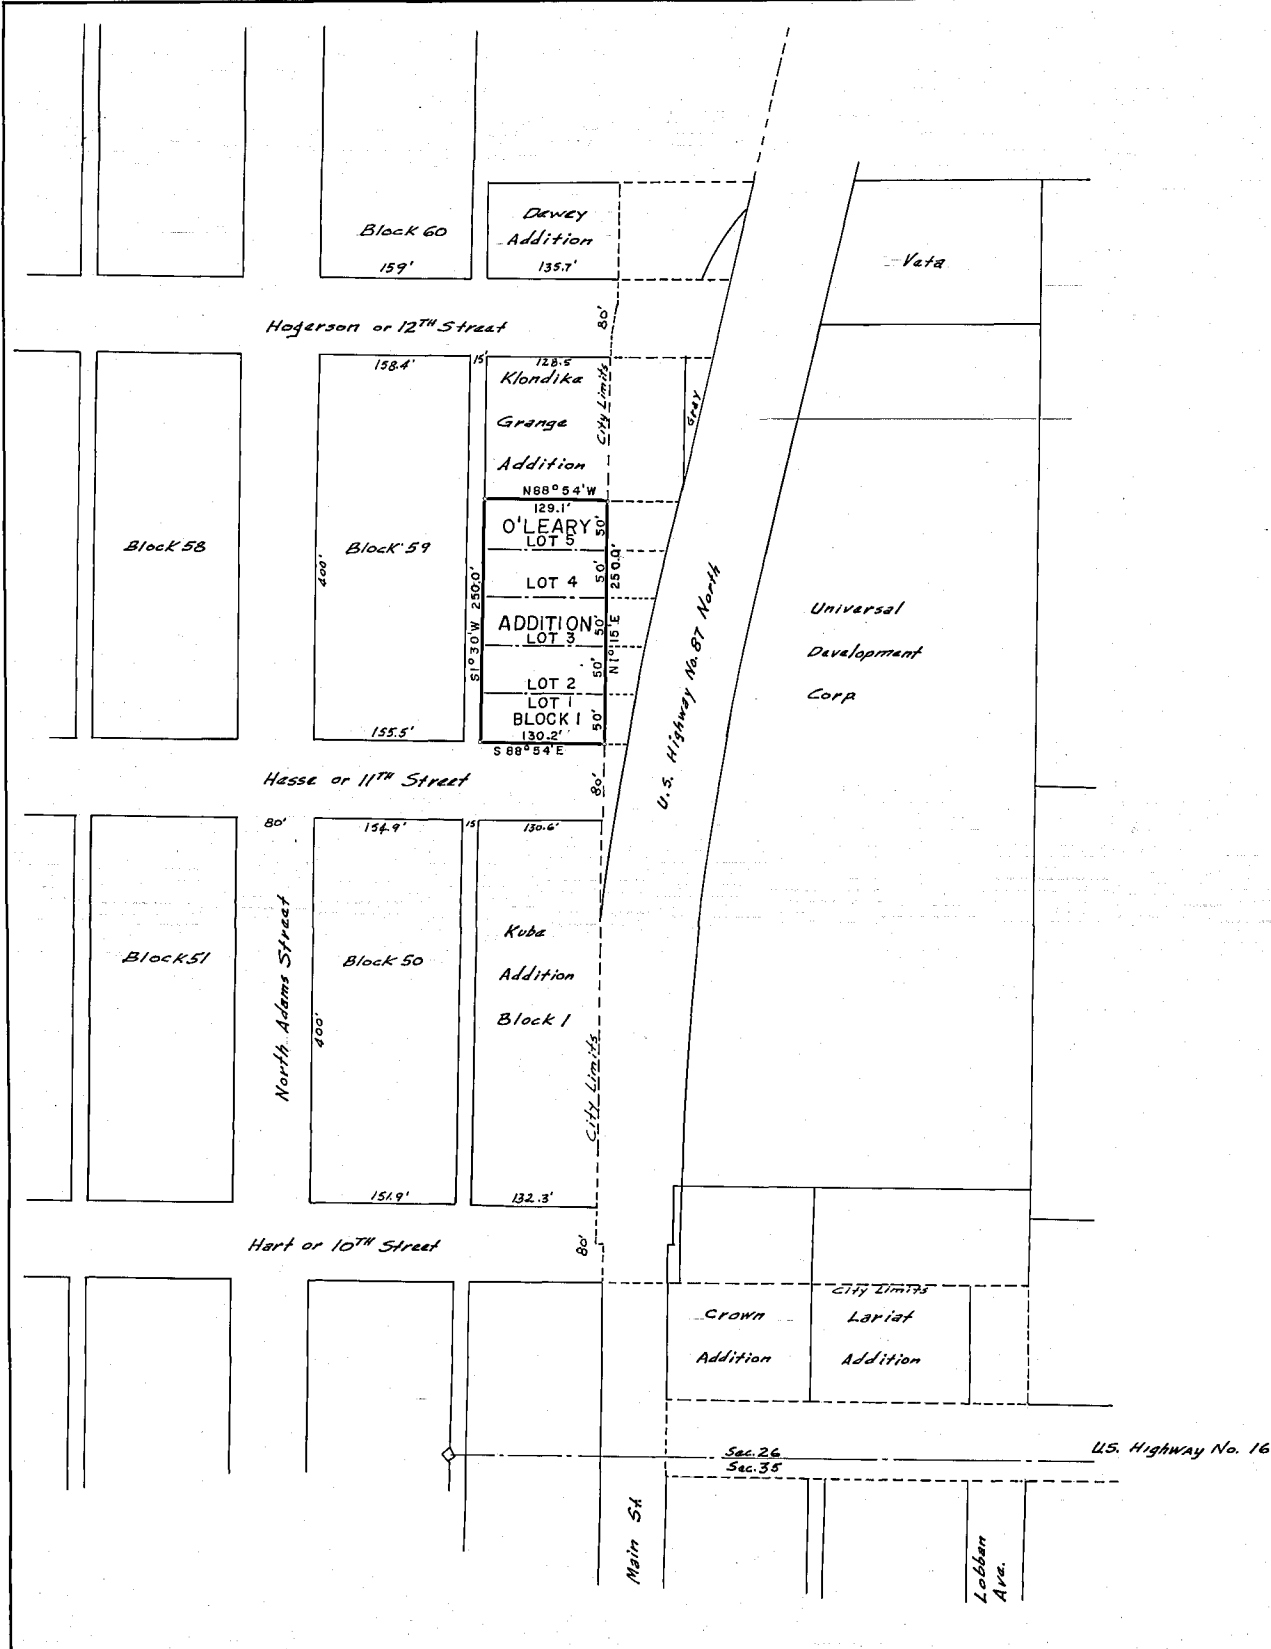 Block 60
159'
Dewey
Addition
135.7'
Veta
Hogerson or 12TH Street
80'
158.4'
15'
128.5
Klondike
Grange
Addition
City Limits
Gray
N88°54'W
129.1'
O'LEARY
LOT 5
50'
Block 58
Block 59
400'
LOT 4
50'
250.0'
S1°30'W 250.0'
ADDITION
LOT 3
50'
N1°15'E
LOT 2
50'
LOT 1
BLOCK 1
50'
130.2'
S 88°54'E
155.5'
U.S. Highway No. 87 North
Universal
Development
Corp.
Hasse or 11TH Street
80'
80'
154.9'
15'
130.6'
Block 51
North Adams Street
Block 50
400'
Kube
Addition
Block 1
City Limits
151.9'
132.3'
Hart or 10TH Street
80'
City Limits
Crown
Addition
Lariat
Addition
Sec. 26
Sec. 35
U.S. Highway No. 16
Main St.
Lobban
Ave.